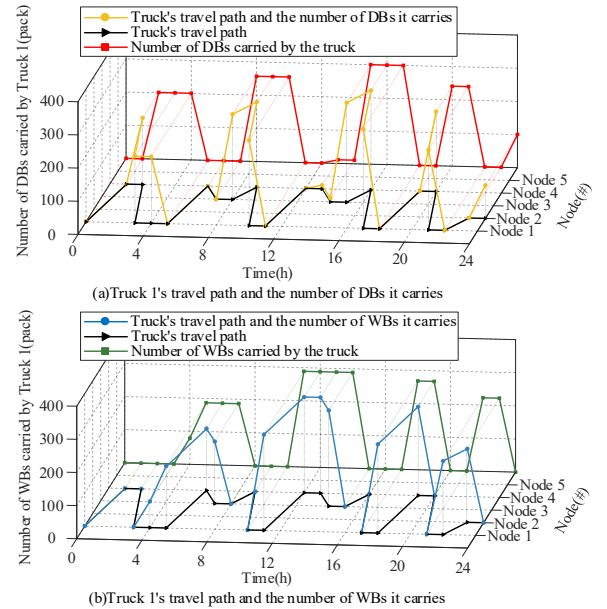 Truck's travel path and the number of DBs it carries
Truck's travel path
Number of DBs carried by the truck
Number of DBs carried by Truck 1(pack)
400
300
200
100
0
0
4
8
12
16
20
24
Time(h)
Node 5
Node 4
Node 3
Node 2
Node 1
Node(#)
(a)Truck 1's travel path and the number of DBs it carries
Truck's travel path and the number of WBs it carries
Truck's travel path
Number of WBs carried by the truck
Number of WBs carried by Truck 1(pack)
400
300
200
100
0
0
4
8
12
16
20
24
Time(h)
Node 5
Node 4
Node 3
Node 2
Node 1
Node(#)
(b)Truck 1's travel path and the number of WBs it carries